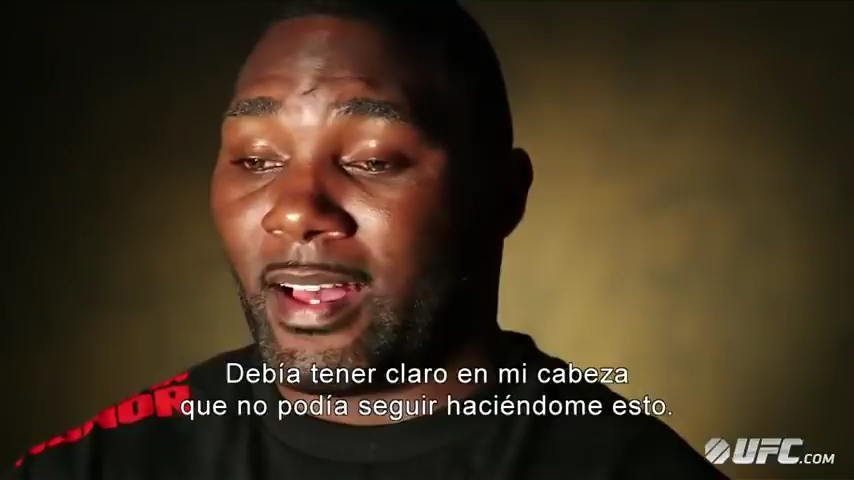 Debía tener claro en mi cabeza
que no podía seguir haciéndome esto.
UFC.COM